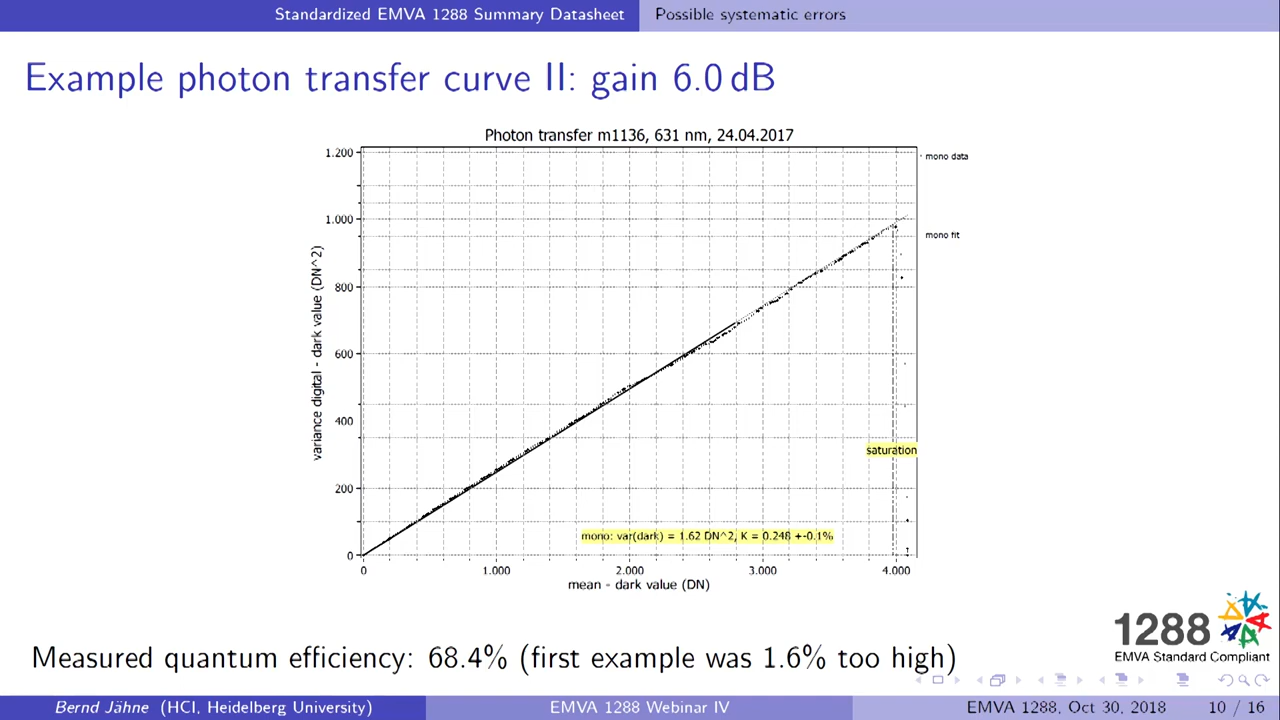 Standardized EMVA 1288 Summary Datasheet Possible systematic errors
Example photon transfer curve II: gain 6.0 dB
Photon transfer m1136, 631 nm, 24.04.2017
1.200
mono data
1.000
mono fit
variance digital - dark value (DN^2)
800
600
400
saturation
200
mono: var(dark) = 1.62 DN^2, K = 0.248 +-0.1%
0
0 1.000 2.000 3.000 4.000
mean - dark value (DN)
1288
EMVA Standard Compliant
Measured quantum efficiency: 68.4% (first example was 1.6% too high)
Bernd Jähne (HCI, Heidelberg University) EMVA 1288 Webinar IV EMVA 1288, Oct 30, 2018 10 / 16